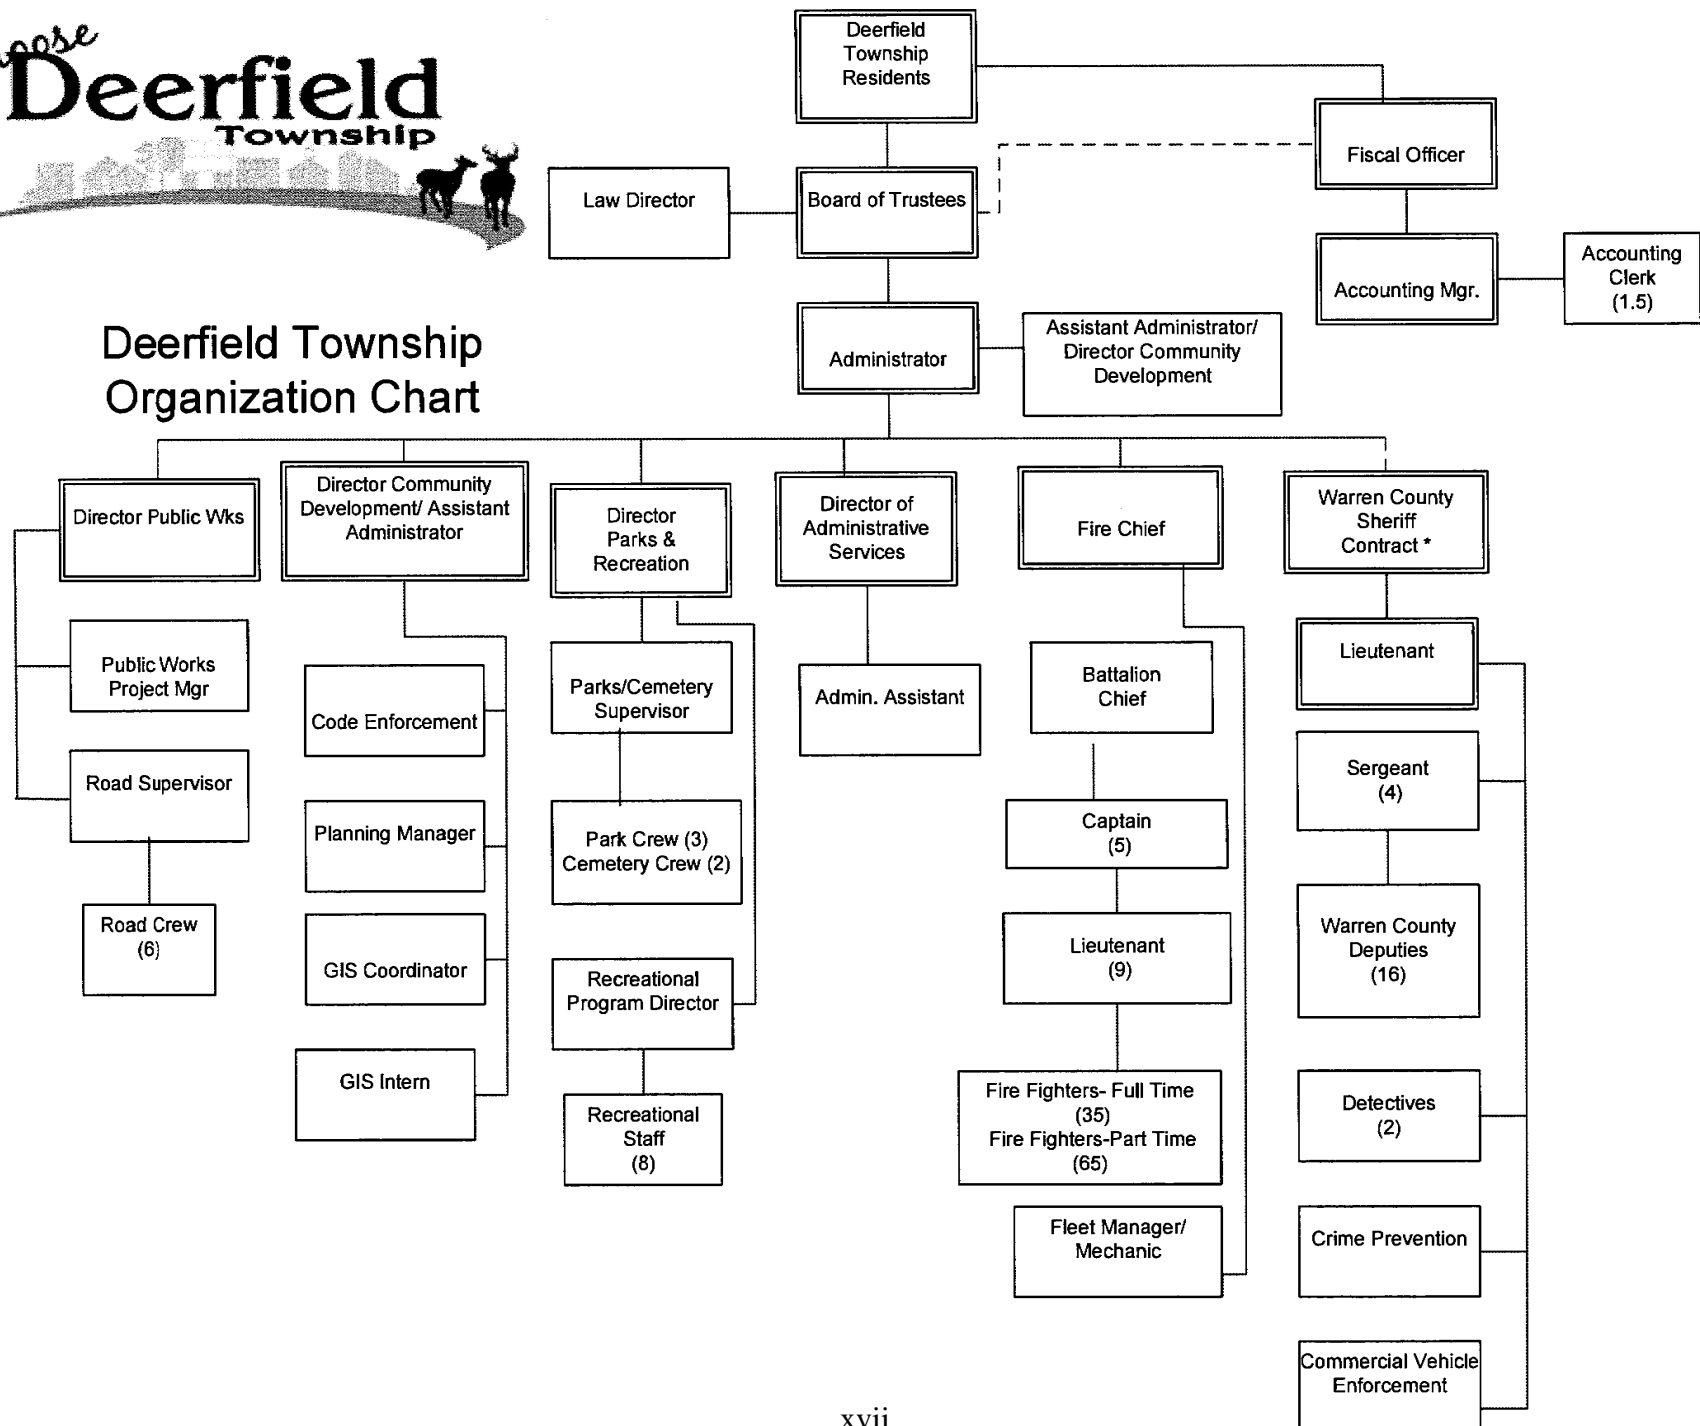 Deerfield
Township
Deerfield Township
Organization Chart
Deerfield
Township
Residents
Fiscal Officer
Law Director
Board of Trustees
Accounting Mgr.
Accounting
Clerk
(1.5)
Administrator
Assistant Administrator/
Director Community
Development
Director Public Wks
Public Works
Project Mgr
Road Supervisor
Road Crew
(6)
Director Community
Development/ Assistant
Administrator
Code Enforcement
Planning Manager
GIS Coordinator
GIS Intern
Director
Parks &
Recreation
Parks/Cemetery
Supervisor
Park Crew (3)
Cemetery Crew (2)
Recreational
Program Director
Recreational
Staff
(8)
Director of
Administrative
Services
Admin. Assistant
Fire Chief
Battalion
Chief
Captain
(5)
Lieutenant
(9)
Fire Fighters- Full Time
(35)
Fire Fighters-Part Time
(65)
Fleet Manager/
Mechanic
Warren County
Sheriff
Contract *
Lieutenant
Sergeant
(4)
Warren County
Deputies
(16)
Detectives
(2)
Crime Prevention
Commercial Vehicle
Enforcement
xvii